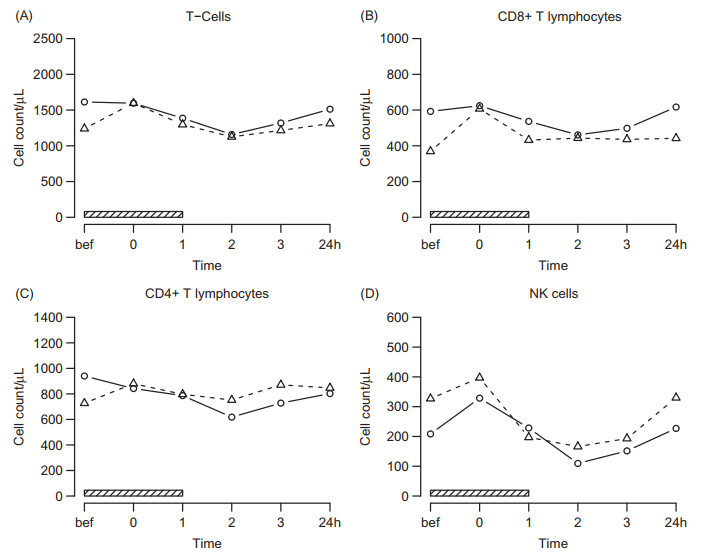 (A)
T−Cells
2500
2000
1500
1000
500
0
Cell count/µL
bef 0 1 2 3 24h
Time
(B)
CD8+ T lymphocytes
1000
800
600
400
200
0
Cell count/µL
bef 0 1 2 3 24h
Time
(C)
CD4+ T lymphocytes
1400
1200
1000
800
600
400
200
0
Cell count/µL
bef 0 1 2 3 24h
Time
(D)
NK cells
600
500
400
300
200
100
0
Cell count/µL
bef 0 1 2 3 24h
Time